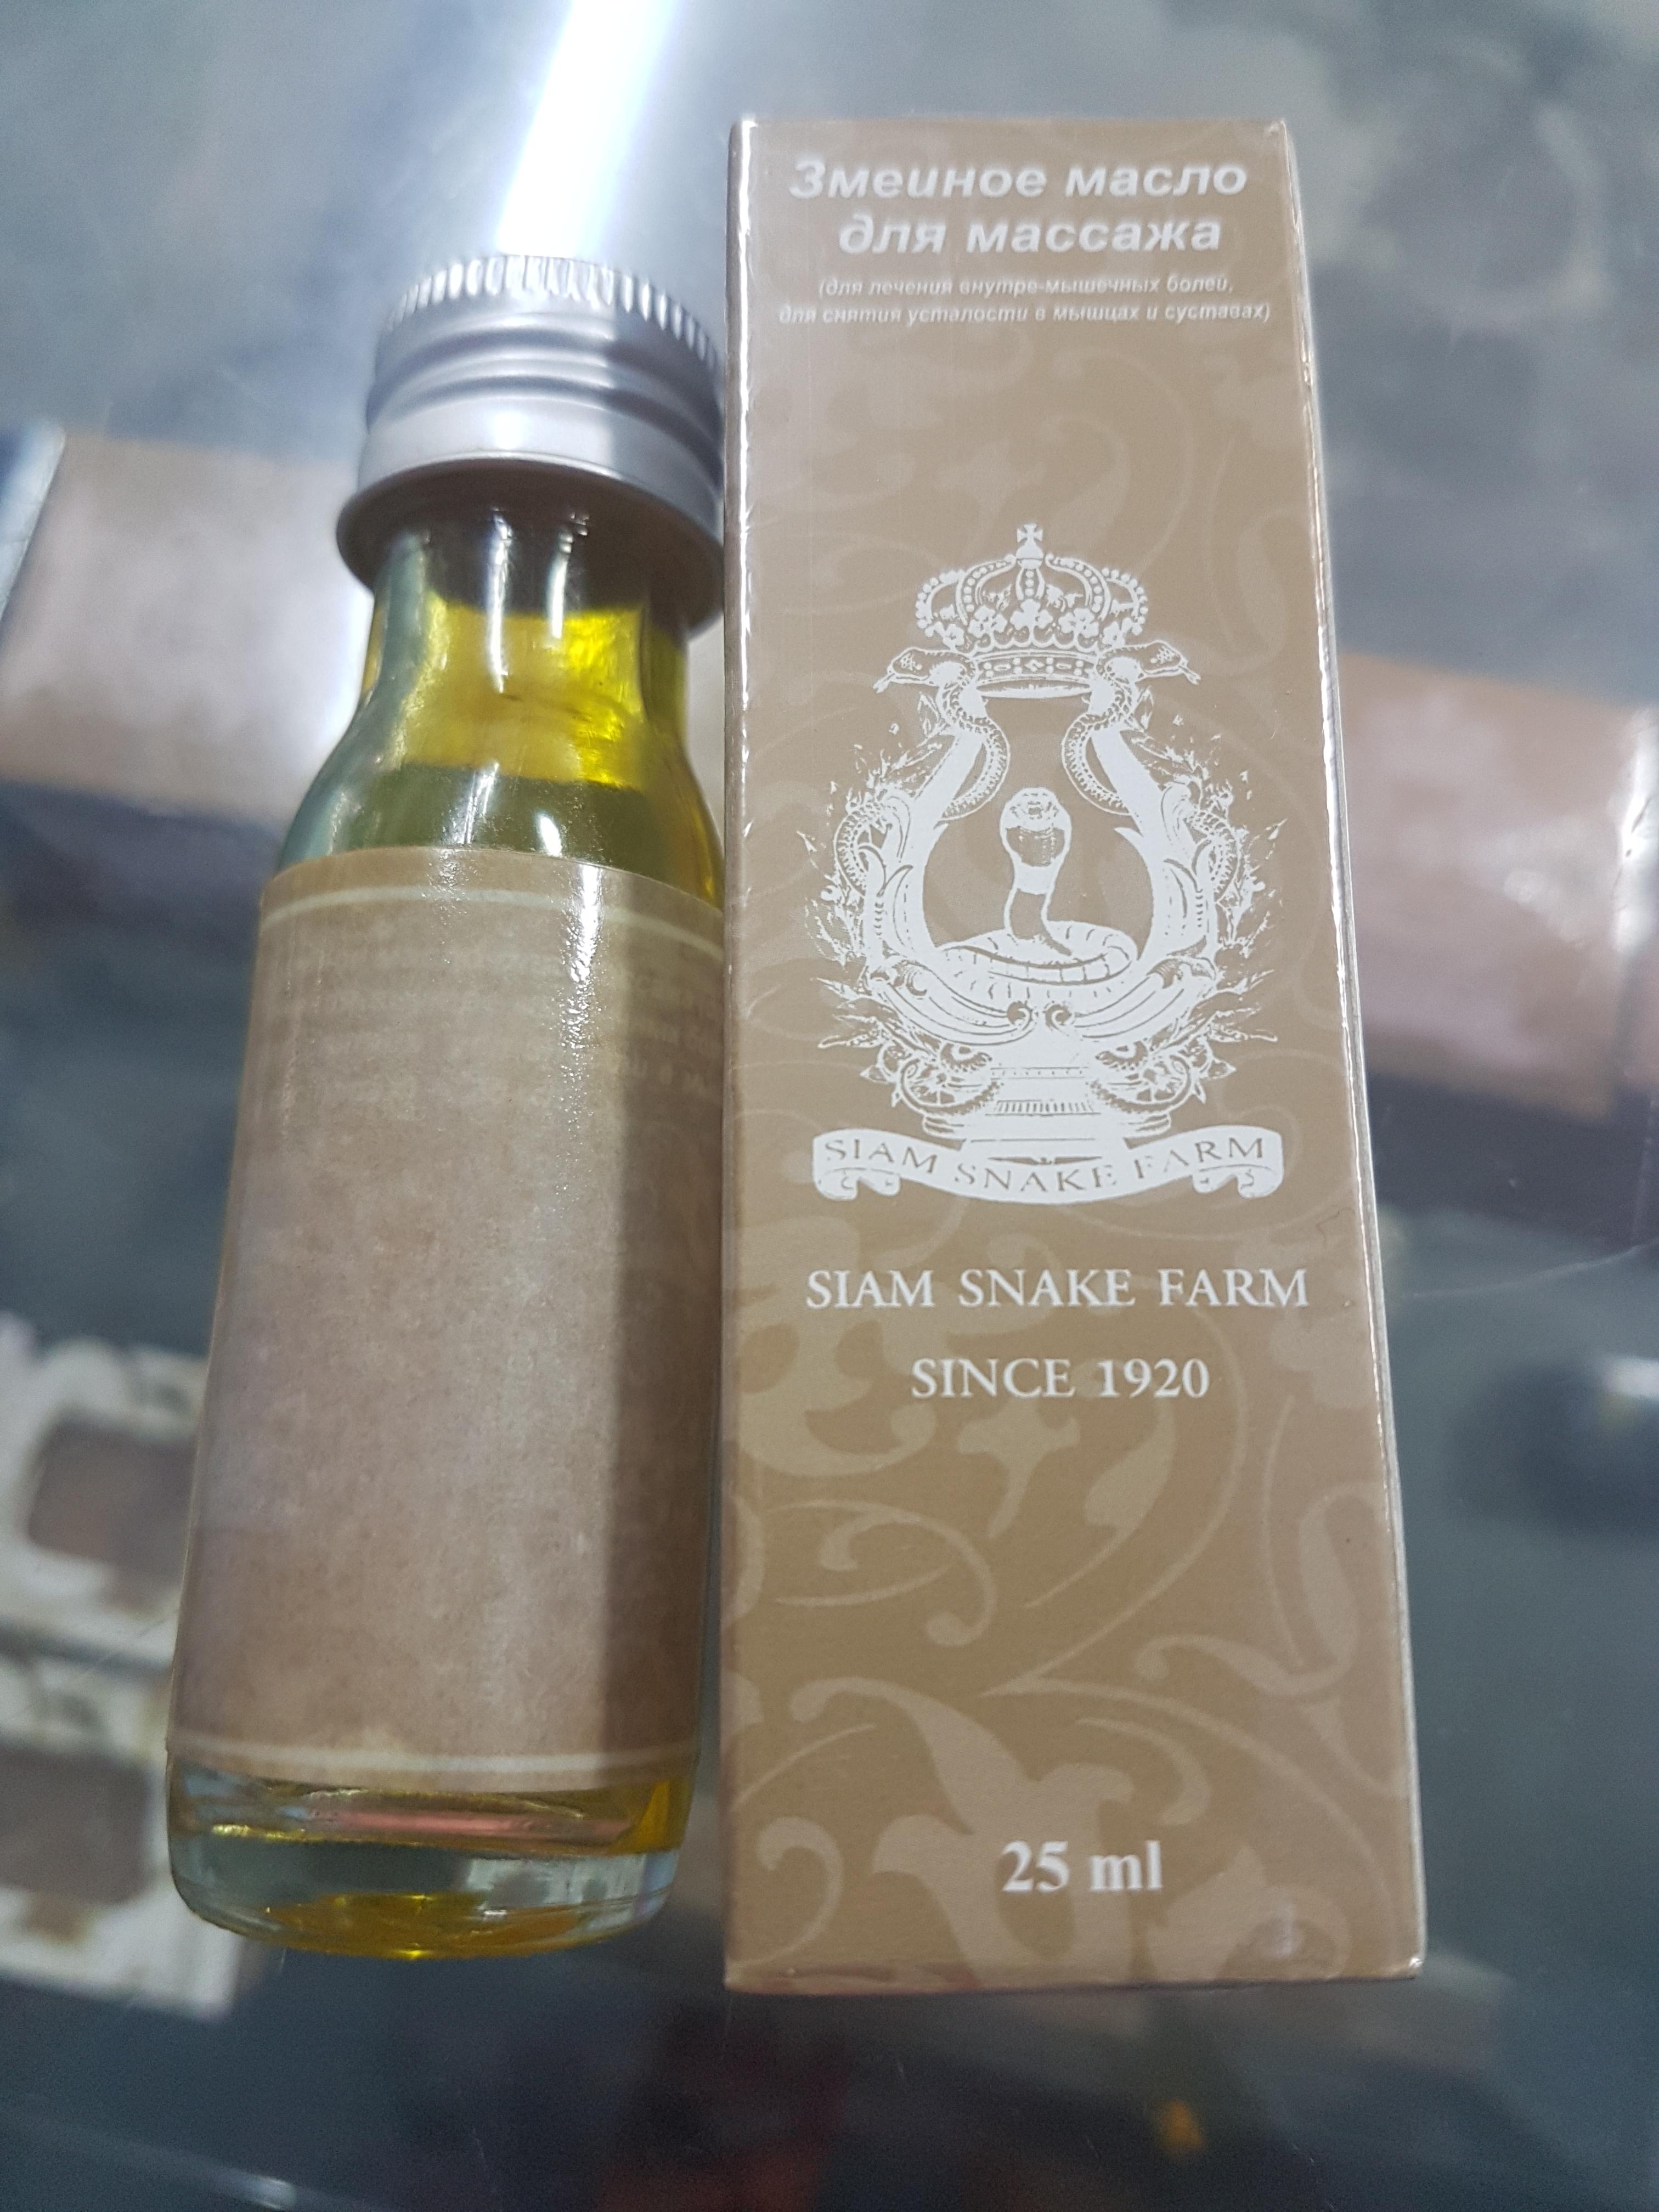 Змеиное масло
для массажа
(для лечения внутре-мышечных болей,
для снятия усталости в мышцах и суставах)
SIAM SNAKE FARM
SIAM SNAKE FARM
SINCE 1920
25 ml